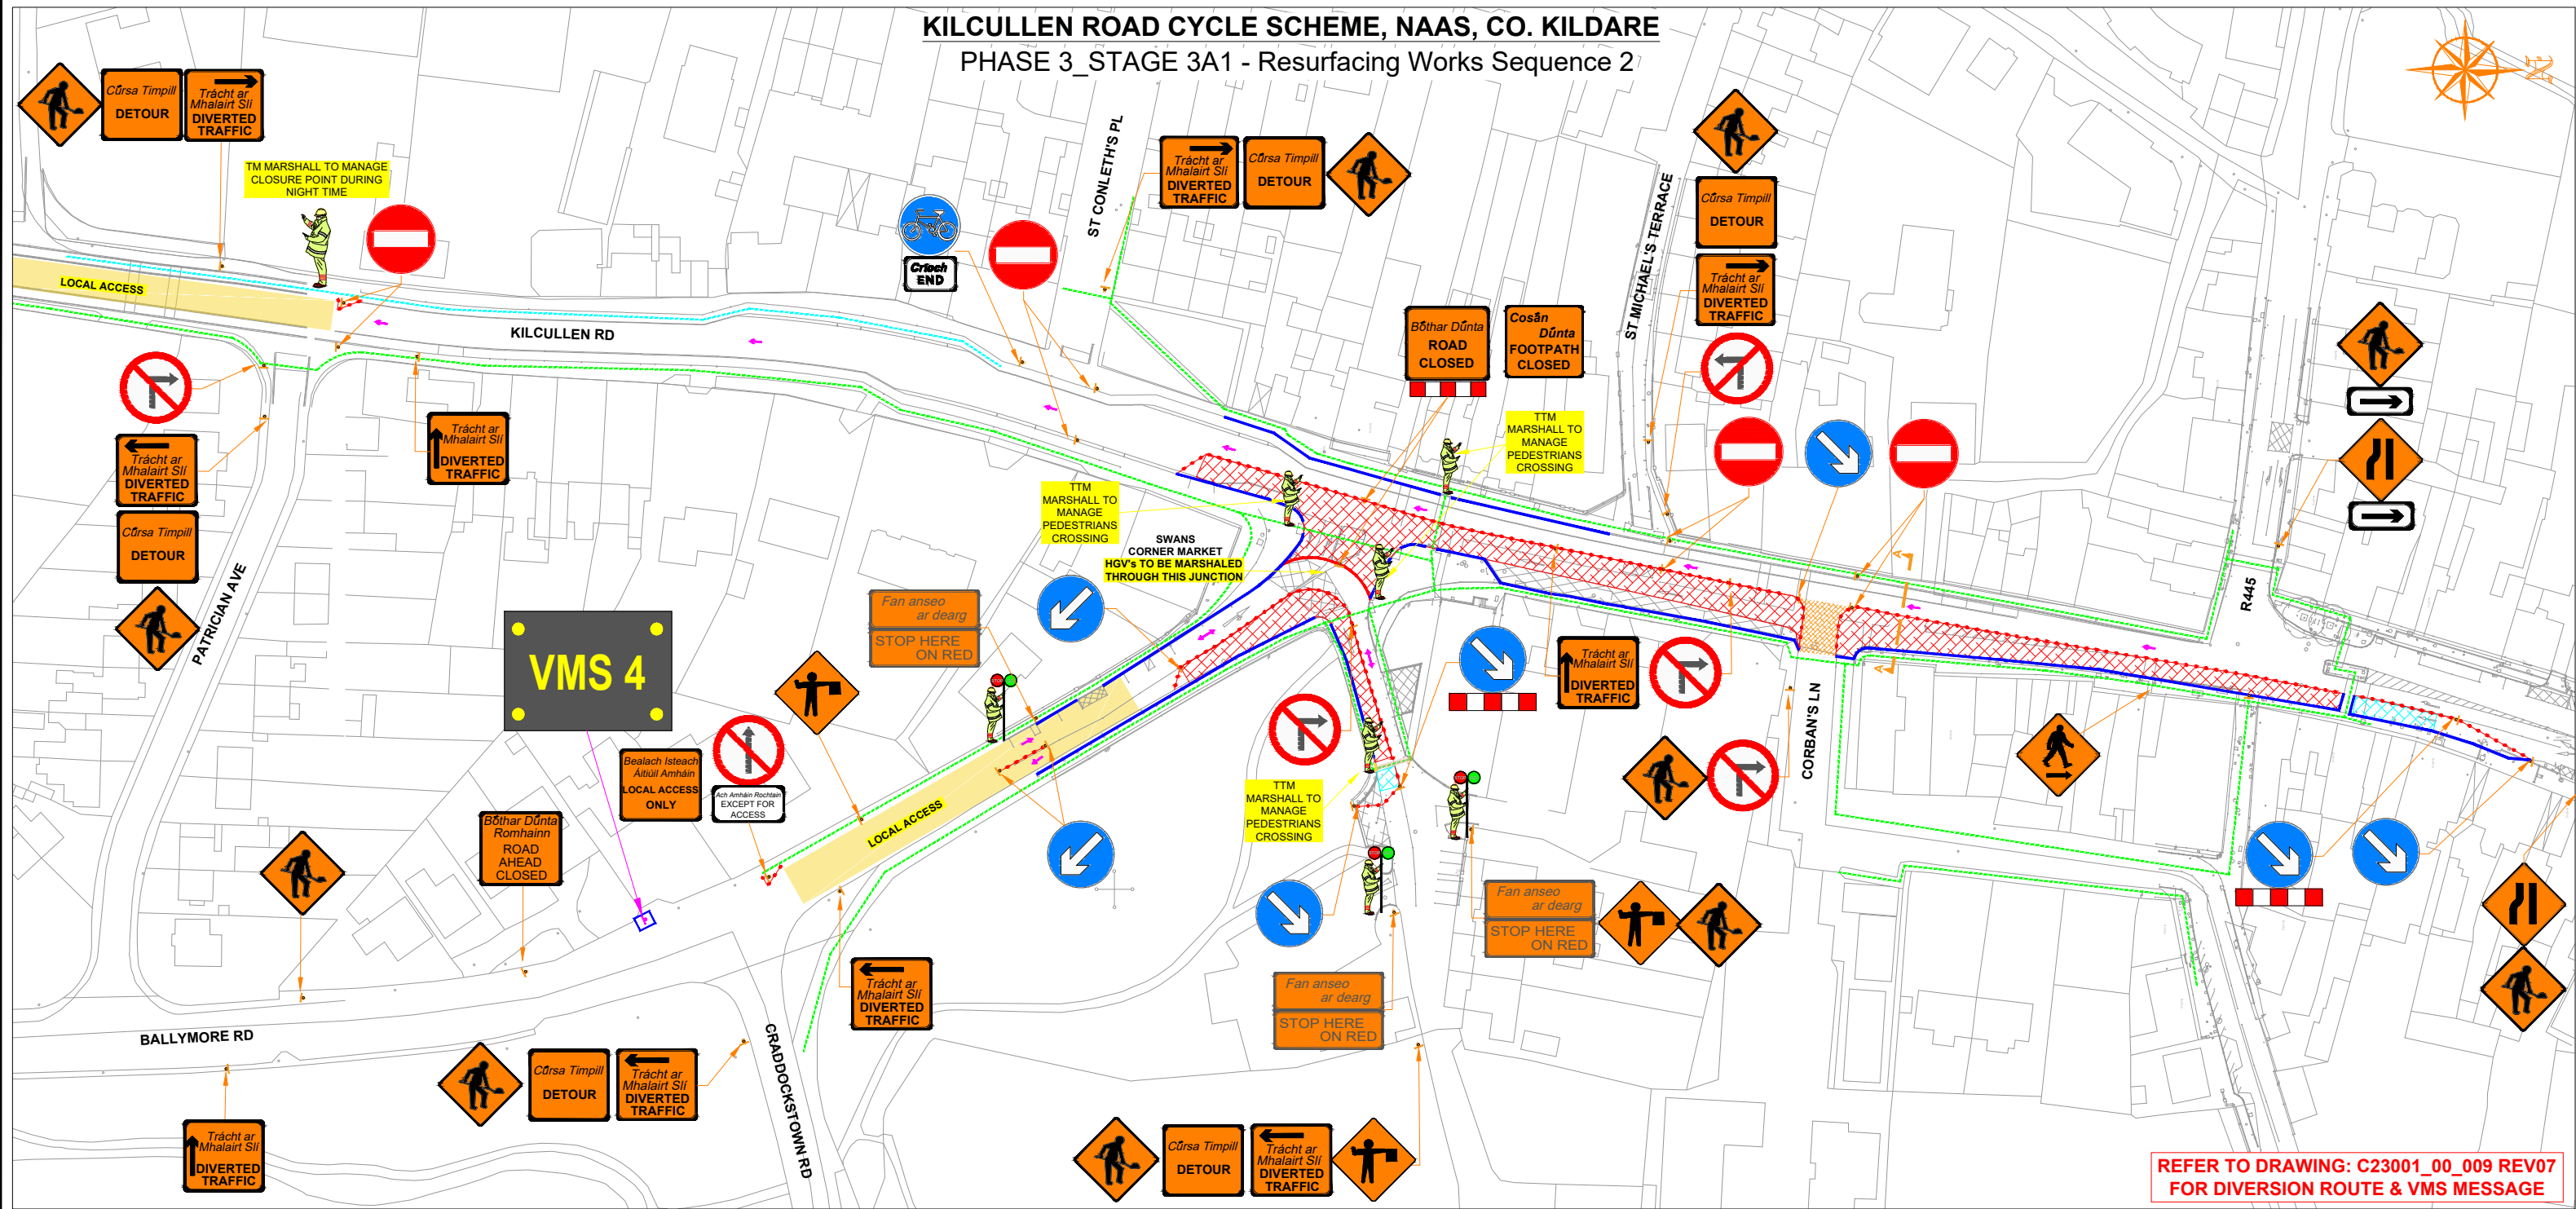 KILCULLEN ROAD CYCLE SCHEME, NAAS, CO. KILDARE
PHASE 3_STAGE 3A1 - Resurfacing Works Sequence 2
Cúrsa Timpill
DETOUR
Trácht ar
Mhalairt Slí
DIVERTED
TRAFFIC
TM MARSHALL TO MANAGE
CLOSURE POINT DURING
NIGHT TIME
LOCAL ACCESS
KILCULLEN RD
Críoch
END
ST CONLETH'S PL
Trácht ar
Mhalairt Slí
DIVERTED
TRAFFIC
Cúrsa Timpill
DETOUR
ST MICHAEL'S TERRACE
Cúrsa Timpill
DETOUR
Trácht ar
Mhalairt Slí
DIVERTED
TRAFFIC
Bóthar Dúnta
ROAD
CLOSED
Cosán
Dúnta
FOOTPATH
CLOSED
TTM
MARSHALL TO
MANAGE
PEDESTRIANS
CROSSING
TTM
MARSHALL TO
MANAGE
PEDESTRIANS
CROSSING
SWANS
CORNER MARKET
HGV's TO BE MARSHALED
THROUGH THIS JUNCTION
Trácht ar
Mhalairt Slí
DIVERTED
TRAFFIC
Trácht ar
Mhalairt Slí
DIVERTED
TRAFFIC
Cúrsa Timpill
DETOUR
PATRICIAN AVE
VMS 4
Fan anseo
ar dearg
STOP HERE
ON RED
STOP
Bealach Isteach
Áitiúil Amháin
LOCAL ACCESS
ONLY
Ach Amháin Rochtain
EXCEPT FOR
ACCESS
Bóthar Dúnta
Romhainn
ROAD
AHEAD
CLOSED
LOCAL ACCESS
Trácht ar
Mhalairt Slí
DIVERTED
TRAFFIC
A
A
R445
CORBAN'S LN
TTM
MARSHALL TO
MANAGE
PEDESTRIANS
CROSSING
STOP
STOP
Fan anseo
ar dearg
STOP HERE
ON RED
Fan anseo
ar dearg
STOP HERE
ON RED
Trácht ar
Mhalairt Slí
DIVERTED
TRAFFIC
BALLYMORE RD
CRADDOCKSTOWN RD
Cúrsa Timpill
DETOUR
Trácht ar
Mhalairt Slí
DIVERTED
TRAFFIC
Trácht ar
Mhalairt Slí
DIVERTED
TRAFFIC
Cúrsa Timpill
DETOUR
Trácht ar
Mhalairt Slí
DIVERTED
TRAFFIC
REFER TO DRAWING: C23001_00_009 REV07
FOR DIVERSION ROUTE & VMS MESSAGE